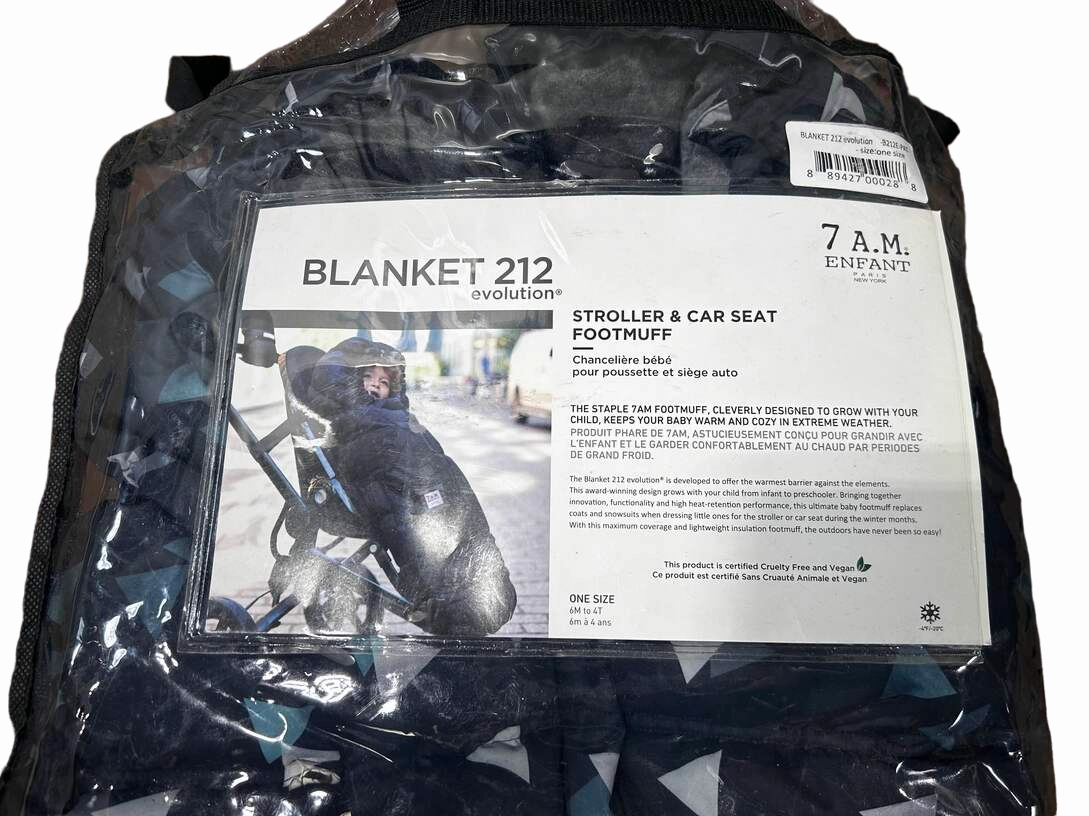 BLANKET 212 evolution
- size:one size
8 89427 00028 8
7 A.M.
ENFANT
PARIS
NEW YORK
BLANKET 212
evolution®
STROLLER & CAR SEAT
FOOTMUFF
Chancelière bébé
pour poussette et siège auto
THE STAPLE 7AM FOOTMUFF, CLEVERLY DESIGNED TO GROW WITH YOUR
CHILD, KEEPS YOUR BABY WARM AND COZY IN EXTREME WEATHER.
PRODUIT PHARE DE 7AM, ASTUCIEUSEMENT CONÇU POUR GRANDIR AVEC
L'ENFANT ET LE GARDER CONFORTABLEMENT AU CHAUD PAR PERIODES
DE GRAND FROID.
The Blanket 212 evolution® is developed to offer the warmest barrier against the elements.
This award-winning design grows with your child from infant to preschooler. Bringing together
innovation, functionality and high heat-retention performance, this ultimate baby footmuff replaces
coats and snowsuits when dressing little ones for the stroller or car seat during the winter months.
With this maximum coverage and lightweight insulation footmuff, the outdoors have never been so easy!
This product is certified Cruelty Free and Vegan
Ce produit est certifié Sans Cruauté Animale et Vegan
ONE SIZE
6M to 4T
6m à 4 ans
-4°F/-20°C